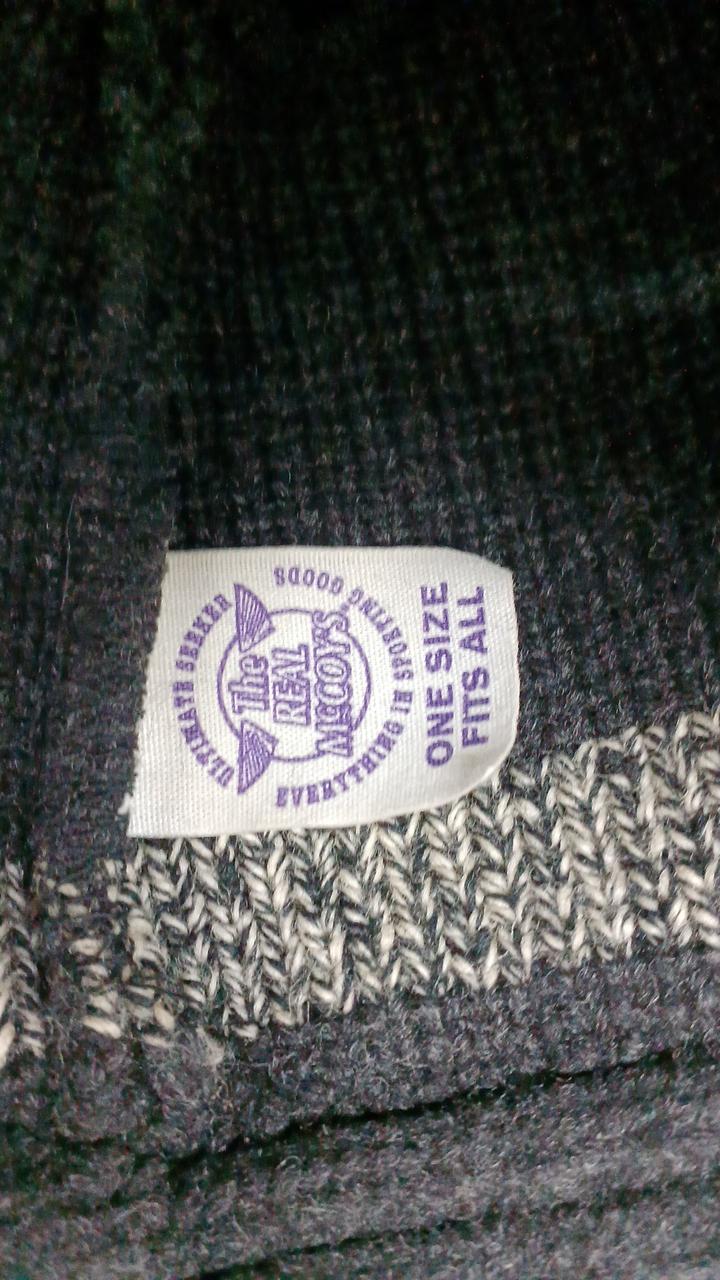 ULTIMATE SEEKER
The
REAL
McCOY'S
EVERYTHING IN SPORTING GOODS
ONE SIZE
FITS ALL